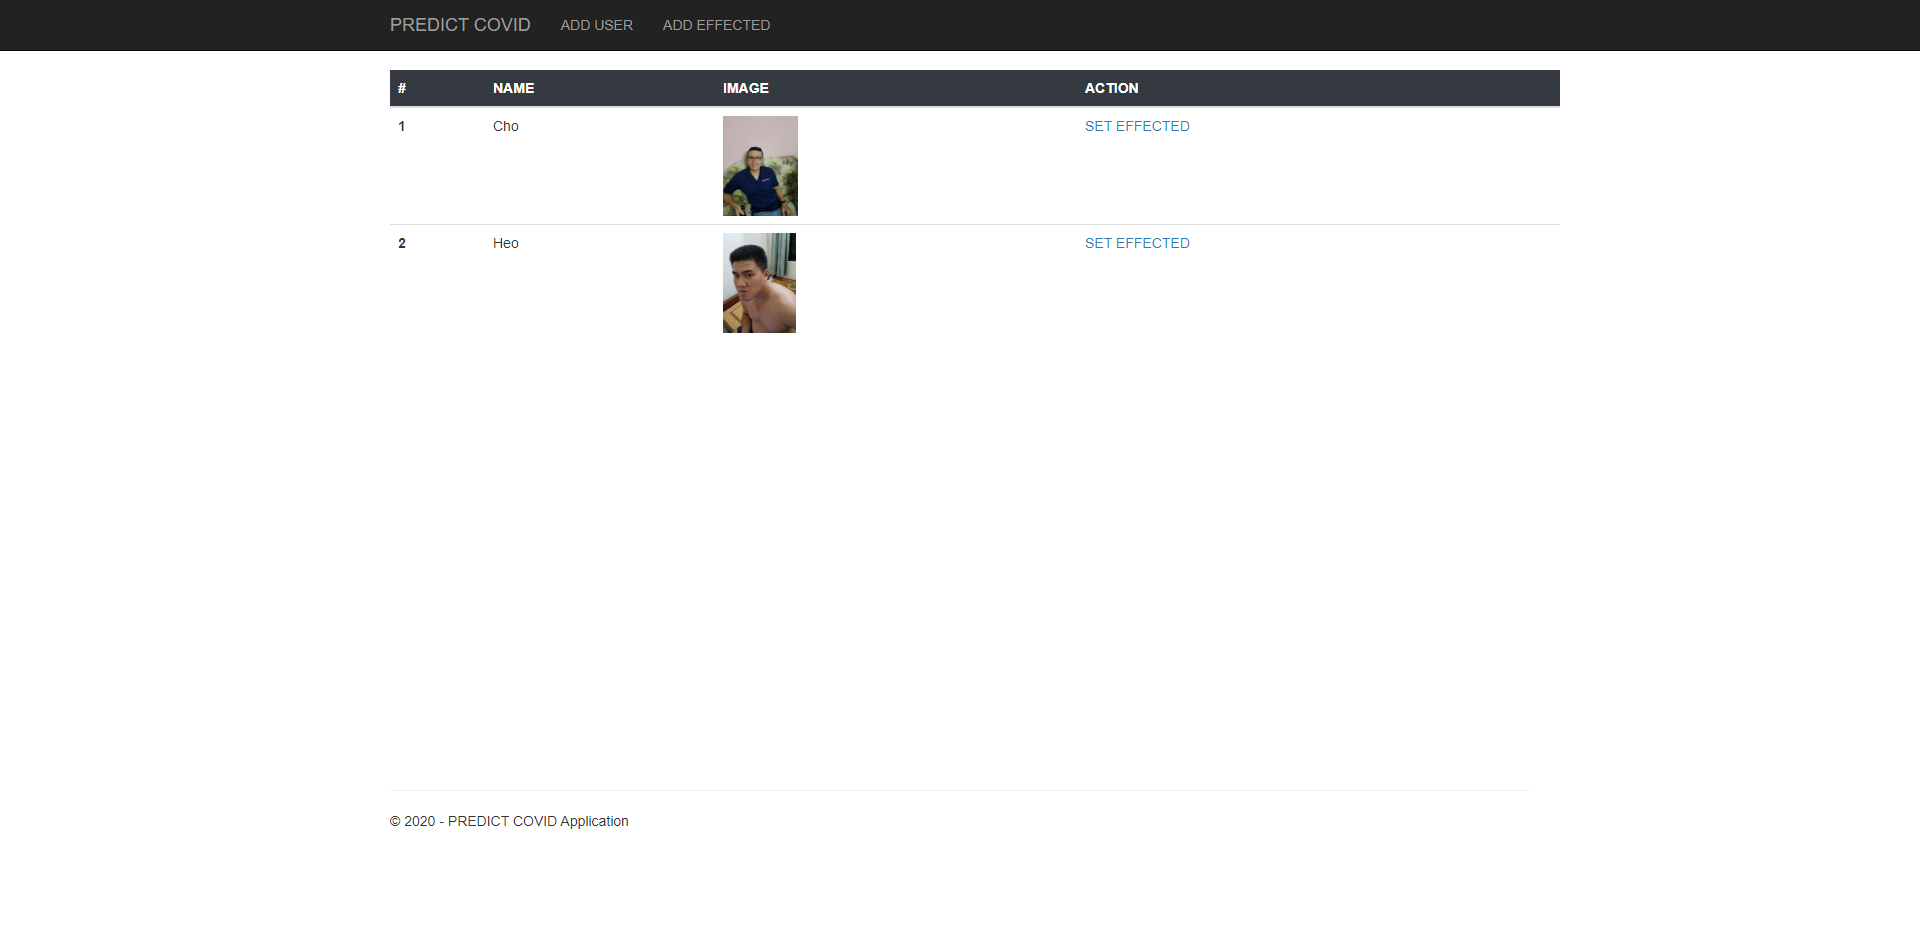 PREDICT COVID ADD USER ADD EFFECTED
# NAME IMAGE ACTION
1 Cho SET EFFECTED
2 Heo SET EFFECTED
© 2020 - PREDICT COVID Application